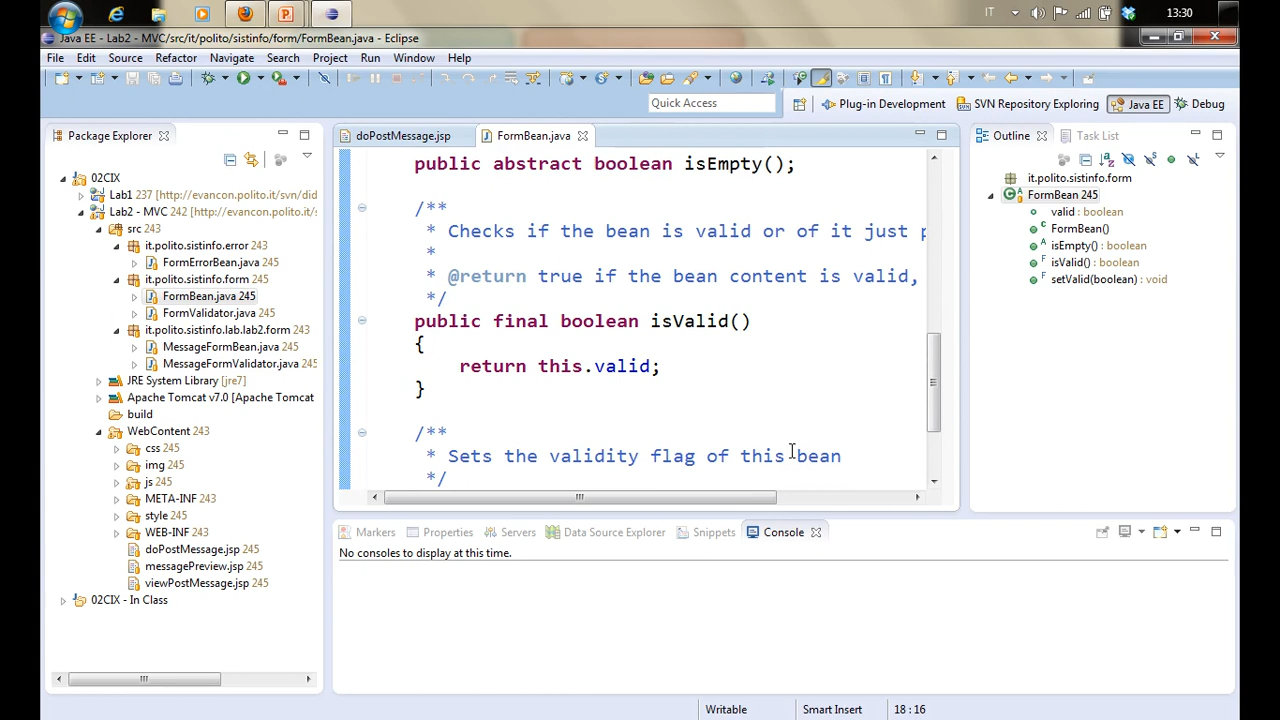 IT
13:30
Java EE - Lab2 - MVC/src/it/polito/sistinfo/form/FormBean.java - Eclipse
File Edit Source Refactor Navigate Search Project Run Window Help
Quick Access
Plug-in Development
SVN Repository Exploring
Java EE
Debug
Package Explorer
02CIX
Lab1 237 [http://evancon.polito.it/svn/did
Lab2 - MVC 242 [http://evancon.polito.it/s
src 243
it.polito.sistinfo.error 243
FormErrorBean.java 245
it.polito.sistinfo.form 245
FormBean.java 245
FormValidator.java 245
it.polito.sistinfo.lab.lab2.form 243
MessageFormBean.java 245
MessageFormValidator.java 245
JRE System Library [jre7]
Apache Tomcat v7.0 [Apache Tomcat
build
WebContent 243
css 245
img 245
js 245
META-INF 243
style 245
WEB-INF 243
doPostMessage.jsp 245
messagePreview.jsp 245
viewPostMessage.jsp 245
02CIX - In Class
doPostMessage.jsp
FormBean.java
public abstract boolean isEmpty();
/**
* Checks if the bean is valid or of it just p
*
* @return true if the bean content is valid,
*/
public final boolean isValid()
{
return this.valid;
}
/**
* Sets the validity flag of this bean
*/
Outline
Task List
it.polito.sistinfo.form
FormBean 245
valid : boolean
FormBean()
isEmpty() : boolean
isValid() : boolean
setValid(boolean) : void
Markers
Properties
Servers
Data Source Explorer
Snippets
Console
No consoles to display at this time.
Writable
Smart Insert
18 : 16